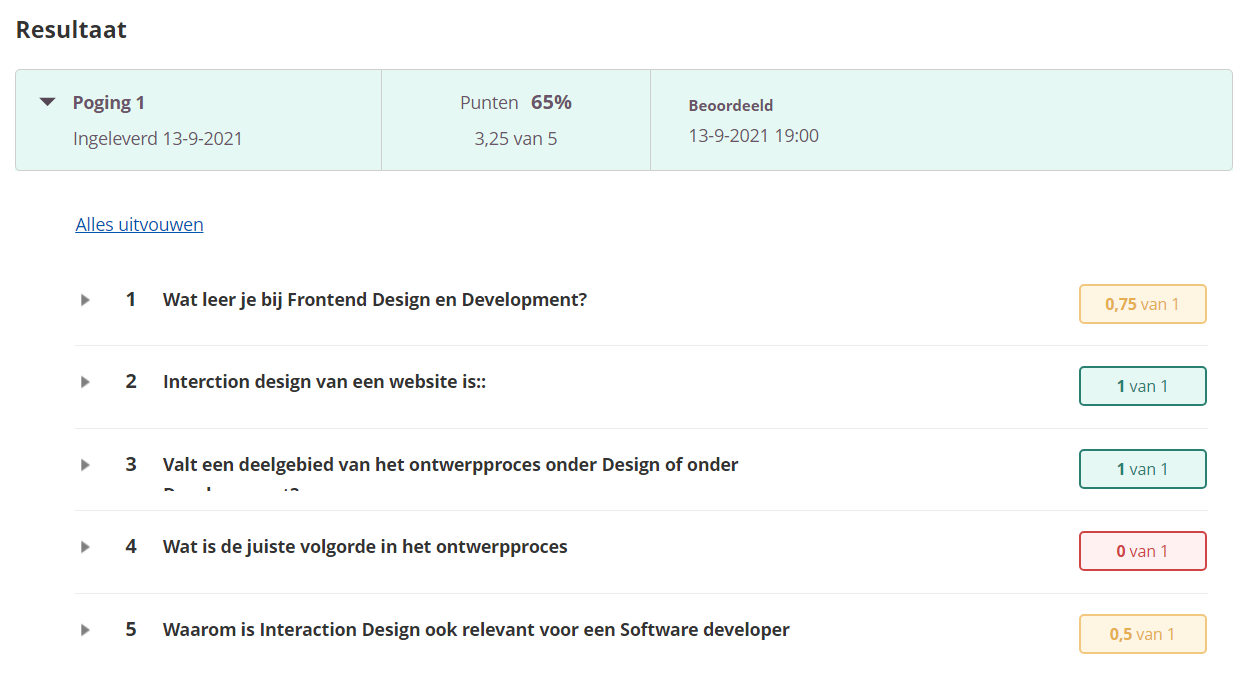 Resultaat
Poging 1
Ingeleverd 13-9-2021
Punten 65%
3,25 van 5
Beoordeeld
13-9-2021 19:00
Alles uitvouwen
1 Wat leer je bij Frontend Design en Development? 0,75 van 1
2 Interction design van een website is:: 1 van 1
3 Valt een deelgebied van het ontwerpproces onder Design of onder 1 van 1
4 Wat is de juiste volgorde in het ontwerpproces 0 van 1
5 Waarom is Interaction Design ook relevant voor een Software developer 0,5 van 1